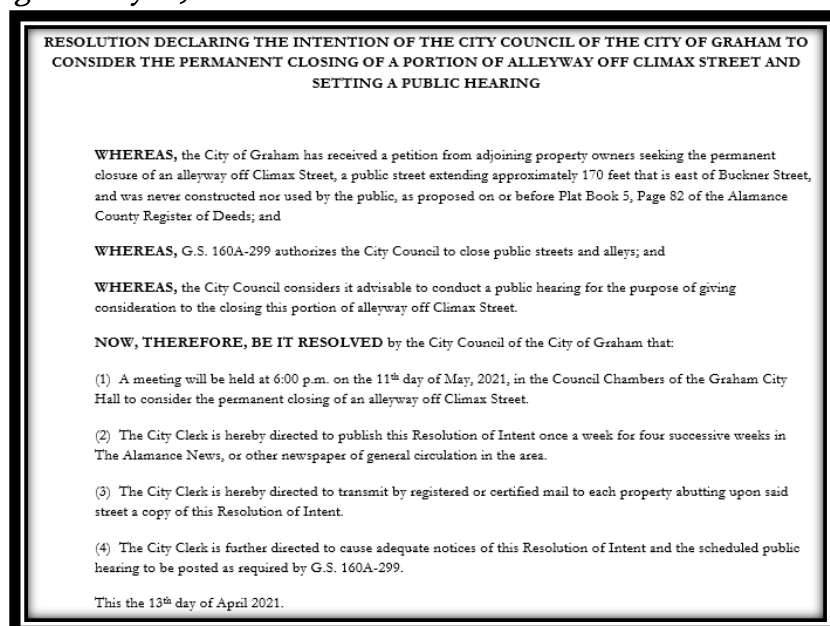 RESOLUTION DECLARING THE INTENTION OF THE CITY COUNCIL OF THE CITY OF GRAHAM TO
CONSIDER THE PERMANENT CLOSING OF A PORTION OF ALLEYWAY OFF CLIMAX STREET AND
SETTING A PUBLIC HEARING
WHEREAS, the City of Graham has received a petition from adjoining property owners seeking the permanent
closure of an alleyway off Climax Street, a public street extending approximately 170 feet that is east of Buckner Street,
and was never constructed nor used by the public, as proposed on or before Plat Book 5, Page 82 of the Alamance
County Register of Deeds; and
WHEREAS, G.S. 160A-299 authorizes the City Council to close public streets and alleys; and
WHEREAS, the City Council considers it advisable to conduct a public hearing for the purpose of giving
consideration to the closing this portion of alleyway off Climax Street.
NOW, THEREFORE, BE IT RESOLVED by the City Council of the City of Graham that:
(1) A meeting will be held at 6:00 p.m. on the 11th day of May, 2021, in the Council Chambers of the Graham City
Hall to consider the permanent closing of an alleyway off Climax Street.
(2) The City Clerk is hereby directed to publish this Resolution of Intent once a week for four successive weeks in
The Alamance News, or other newspaper of general circulation in the area.
(3) The City Clerk is hereby directed to transmit by registered or certified mail to each property abutting upon said
street a copy of this Resolution of Intent.
(4) The City Clerk is further directed to cause adequate notices of this Resolution of Intent and the scheduled public
hearing to be posted as required by G.S. 160A-299.
This the 13th day of April 2021.